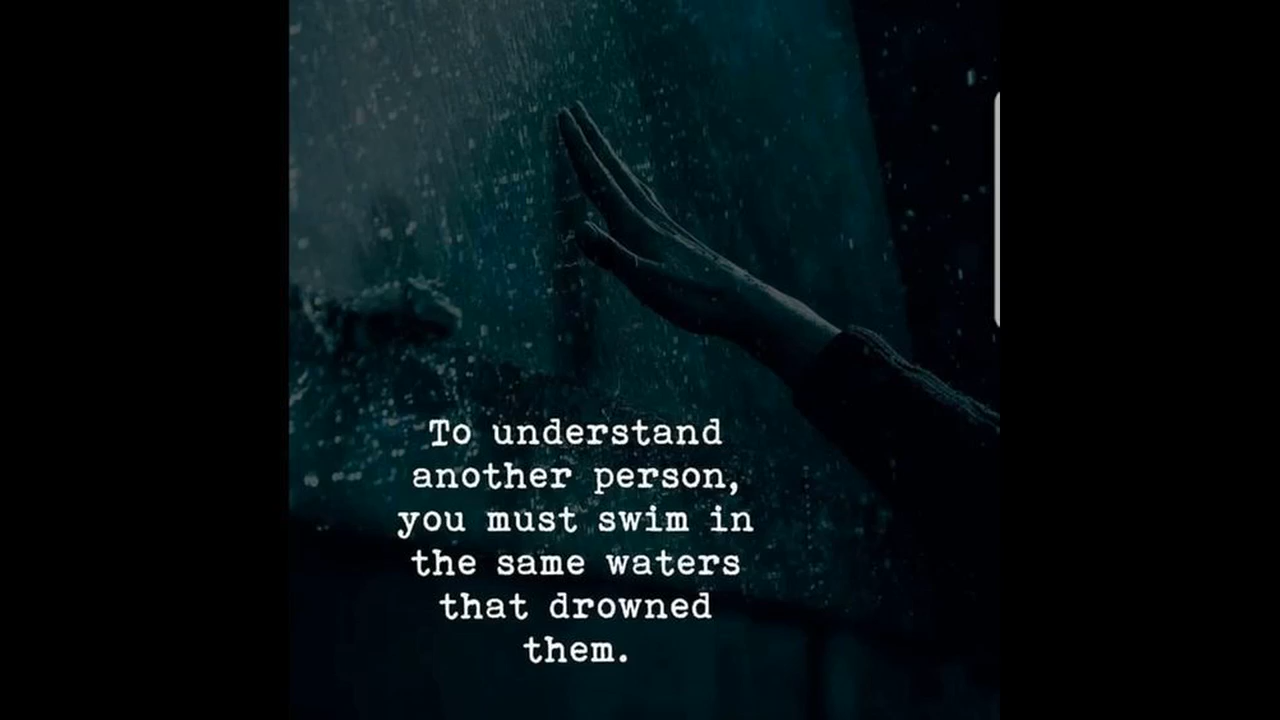 To understand
another person,
you must swim in
the same waters
that drowned
them.